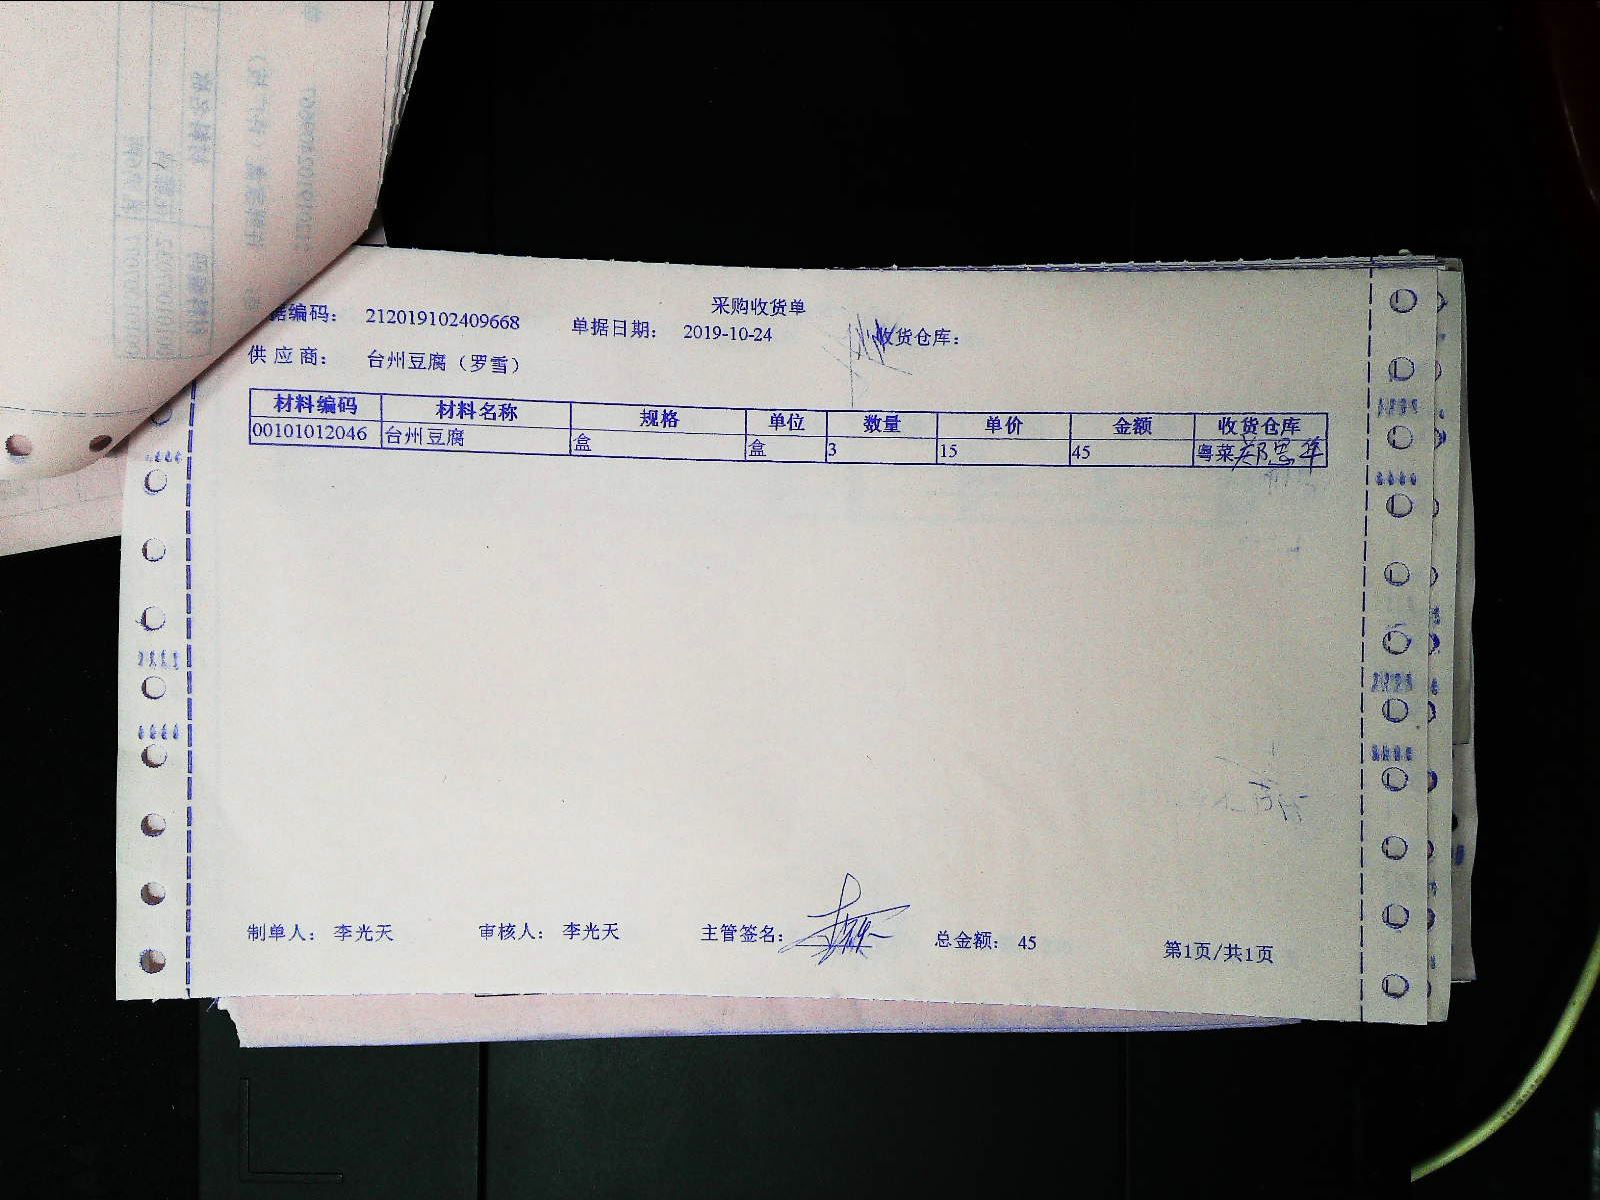 采购收货单
据编码： 212019102409668 单据日期： 2019-10-24 收货仓库：
供应商： 台州豆腐（罗雪）
材料编码 材料名称 规格 单位 数量 单价 金额 收货仓库
00101012046 台州豆腐 盒 盒 3 15 45 粤菜
制单人： 李光天 审核人： 李光天 主管签名： 总金额： 45 第1页/共1页